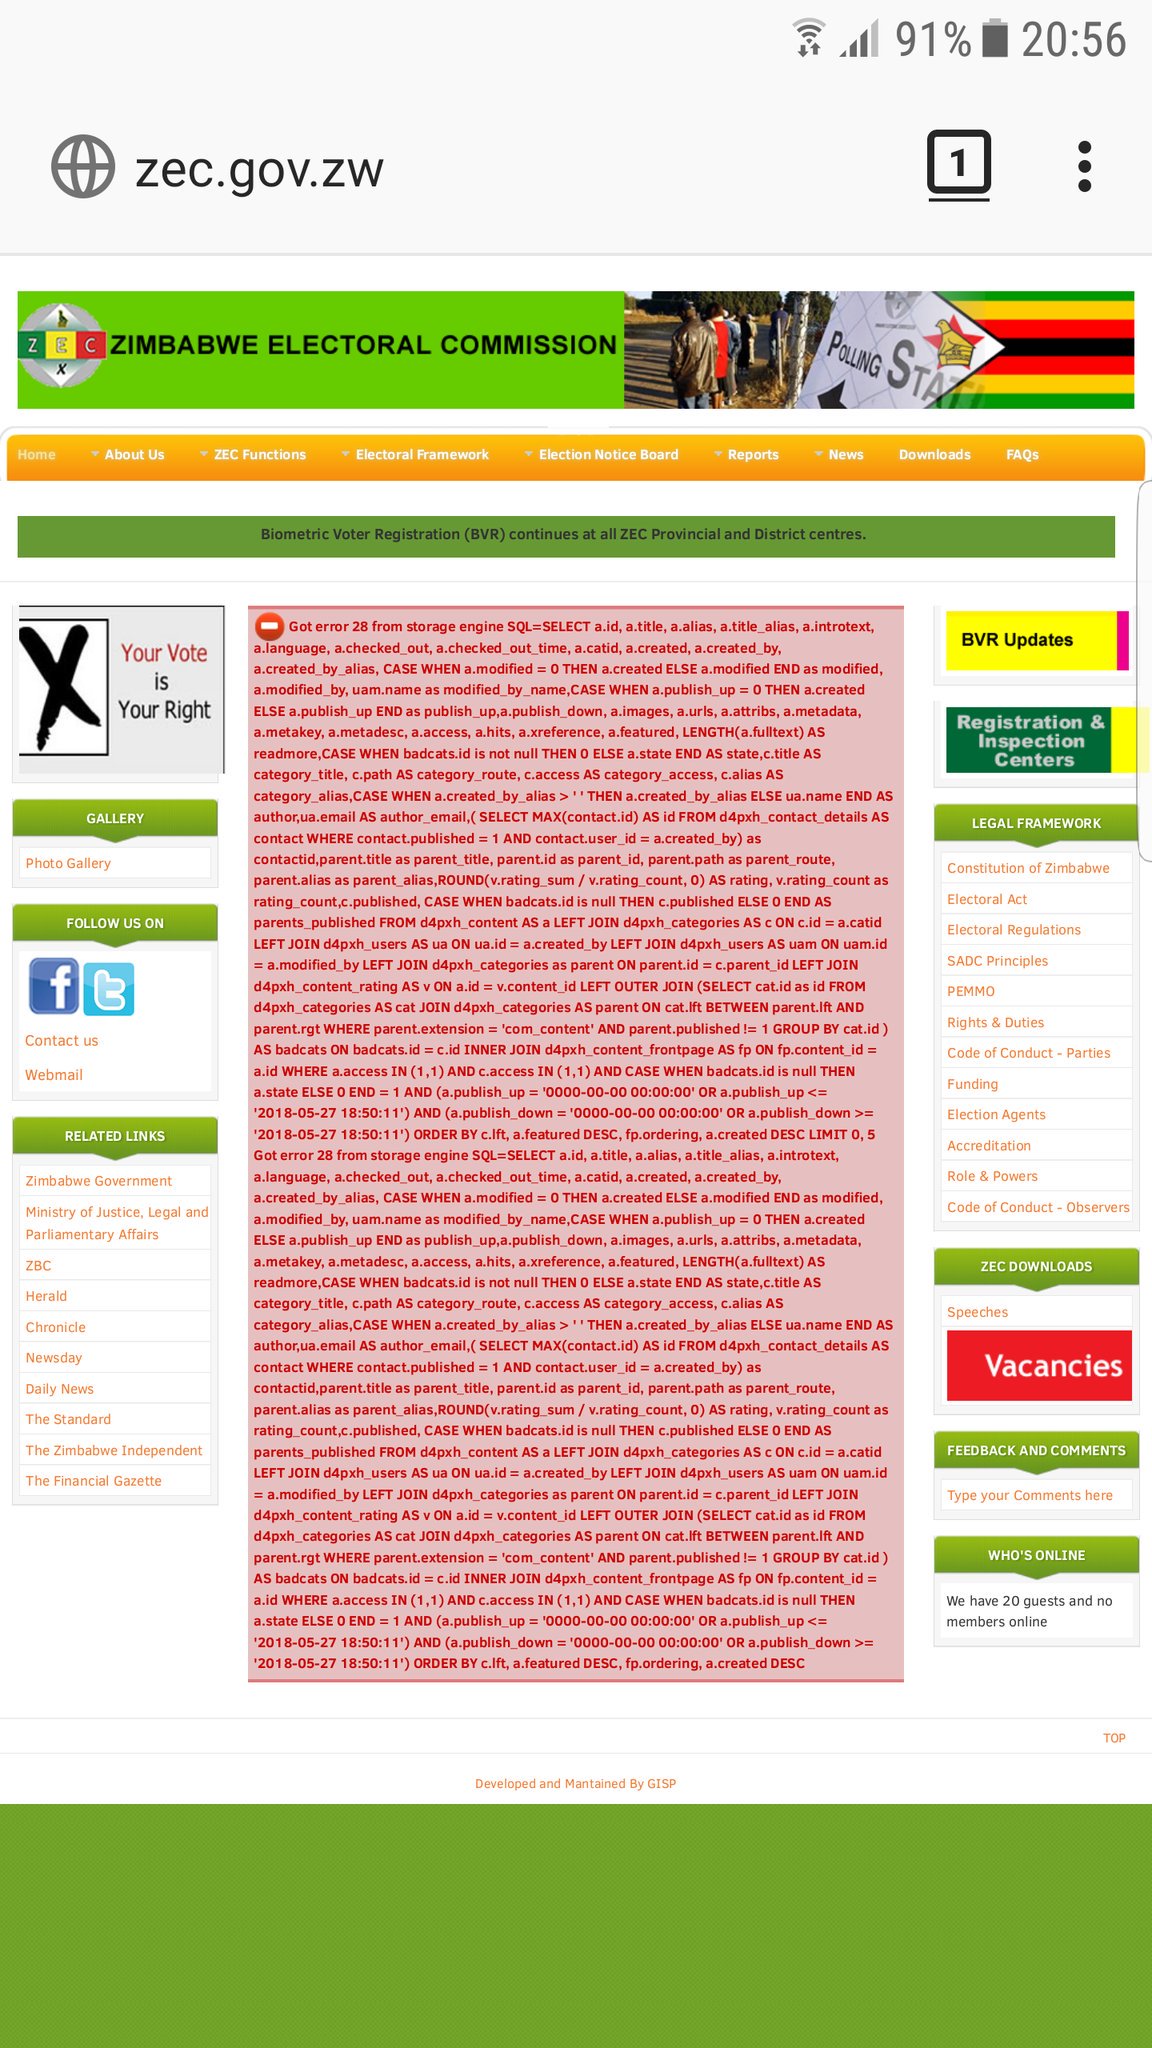 91% 20:56
zec.gov.zw
1
Z E C
X
ZIMBABWE ELECTORAL COMMISSION
POLLING STATI
Home
About Us
ZEC Functions
Electoral Framework
Election Notice Board
Reports
News
Downloads
FAQs
Biometric Voter Registration (BVR) continues at all ZEC Provincial and District centres.
X
Your Vote
is
Your Right
GALLERY
Photo Gallery
FOLLOW US ON
f t
Contact us
Webmail
RELATED LINKS
Zimbabwe Government
Ministry of Justice, Legal and
Parliamentary Affairs
ZBC
Herald
Chronicle
Newsday
Daily News
The Standard
The Zimbabwe Independent
The Financial Gazette
Got error 28 from storage engine SQL=SELECT a.id, a.title, a.alias, a.title_alias, a.introtext,
a.language, a.checked_out, a.checked_out_time, a.catid, a.created, a.created_by,
a.created_by_alias, CASE WHEN a.modified = 0 THEN a.created ELSE a.modified END as modified,
a.modified_by, uam.name as modified_by_name,CASE WHEN a.publish_up = 0 THEN a.created
ELSE a.publish_up END as publish_up,a.publish_down, a.images, a.urls, a.attribs, a.metadata,
a.metakey, a.metadesc, a.access, a.hits, a.xreference, a.featured, LENGTH(a.fulltext) AS
readmore,CASE WHEN badcats.id is not null THEN 0 ELSE a.state END AS state,c.title AS
category_title, c.path AS category_route, c.access AS category_access, c.alias AS
category_alias,CASE WHEN a.created_by_alias > ' ' THEN a.created_by_alias ELSE ua.name END AS
author,ua.email AS author_email,( SELECT MAX(contact.id) AS id FROM d4pxh_contact_details AS
contact WHERE contact.published = 1 AND contact.user_id = a.created_by) as
contactid,parent.title as parent_title, parent.id as parent_id, parent.path as parent_route,
parent.alias as parent_alias,ROUND(v.rating_sum / v.rating_count, 0) AS rating, v.rating_count as
rating_count,c.published, CASE WHEN badcats.id is null THEN c.published ELSE 0 END AS
parents_published FROM d4pxh_content AS a LEFT JOIN d4pxh_categories AS c ON c.id = a.catid
LEFT JOIN d4pxh_users AS ua ON ua.id = a.created_by LEFT JOIN d4pxh_users AS uam ON uam.id
= a.modified_by LEFT JOIN d4pxh_categories as parent ON parent.id = c.parent_id LEFT JOIN
d4pxh_content_rating AS v ON a.id = v.content_id LEFT OUTER JOIN (SELECT cat.id as id FROM
d4pxh_categories AS cat JOIN d4pxh_categories AS parent ON cat.lft BETWEEN parent.lft AND
parent.rgt WHERE parent.extension = 'com_content' AND parent.published != 1 GROUP BY cat.id )
AS badcats ON badcats.id = c.id INNER JOIN d4pxh_content_frontpage AS fp ON fp.content_id =
a.id WHERE a.access IN (1,1) AND c.access IN (1,1) AND CASE WHEN badcats.id is null THEN
a.state ELSE 0 END = 1 AND (a.publish_up = '0000-00-00 00:00:00' OR a.publish_up <=
'2018-05-27 18:50:11') AND (a.publish_down = '0000-00-00 00:00:00' OR a.publish_down >=
'2018-05-27 18:50:11') ORDER BY c.lft, a.featured DESC, fp.ordering, a.created DESC LIMIT 0, 5
Got error 28 from storage engine SQL=SELECT a.id, a.title, a.alias, a.title_alias, a.introtext,
a.language, a.checked_out, a.checked_out_time, a.catid, a.created, a.created_by,
a.created_by_alias, CASE WHEN a.modified = 0 THEN a.created ELSE a.modified END as modified,
a.modified_by, uam.name as modified_by_name,CASE WHEN a.publish_up = 0 THEN a.created
ELSE a.publish_up END as publish_up,a.publish_down, a.images, a.urls, a.attribs, a.metadata,
a.metakey, a.metadesc, a.access, a.hits, a.xreference, a.featured, LENGTH(a.fulltext) AS
readmore,CASE WHEN badcats.id is not null THEN 0 ELSE a.state END AS state,c.title AS
category_title, c.path AS category_route, c.access AS category_access, c.alias AS
category_alias,CASE WHEN a.created_by_alias > ' ' THEN a.created_by_alias ELSE ua.name END AS
author,ua.email AS author_email,( SELECT MAX(contact.id) AS id FROM d4pxh_contact_details AS
contact WHERE contact.published = 1 AND contact.user_id = a.created_by) as
contactid,parent.title as parent_title, parent.id as parent_id, parent.path as parent_route,
parent.alias as parent_alias,ROUND(v.rating_sum / v.rating_count, 0) AS rating, v.rating_count as
rating_count,c.published, CASE WHEN badcats.id is null THEN c.published ELSE 0 END AS
parents_published FROM d4pxh_content AS a LEFT JOIN d4pxh_categories AS c ON c.id = a.catid
LEFT JOIN d4pxh_users AS ua ON ua.id = a.created_by LEFT JOIN d4pxh_users AS uam ON uam.id
= a.modified_by LEFT JOIN d4pxh_categories as parent ON parent.id = c.parent_id LEFT JOIN
d4pxh_content_rating AS v ON a.id = v.content_id LEFT OUTER JOIN (SELECT cat.id as id FROM
d4pxh_categories AS cat JOIN d4pxh_categories AS parent ON cat.lft BETWEEN parent.lft AND
parent.rgt WHERE parent.extension = 'com_content' AND parent.published != 1 GROUP BY cat.id )
AS badcats ON badcats.id = c.id INNER JOIN d4pxh_content_frontpage AS fp ON fp.content_id =
a.id WHERE a.access IN (1,1) AND c.access IN (1,1) AND CASE WHEN badcats.id is null THEN
a.state ELSE 0 END = 1 AND (a.publish_up = '0000-00-00 00:00:00' OR a.publish_up <=
'2018-05-27 18:50:11') AND (a.publish_down = '0000-00-00 00:00:00' OR a.publish_down >=
'2018-05-27 18:50:11') ORDER BY c.lft, a.featured DESC, fp.ordering, a.created DESC
BVR Updates
Registration &
Inspection
Centers
LEGAL FRAMEWORK
Constitution of Zimbabwe
Electoral Act
Electoral Regulations
SADC Principles
PEMMO
Rights & Duties
Code of Conduct - Parties
Funding
Election Agents
Accreditation
Role & Powers
Code of Conduct - Observers
ZEC DOWNLOADS
Speeches
Vacancies
FEEDBACK AND COMMENTS
Type your Comments here
WHO'S ONLINE
We have 20 guests and no
members online
TOP
Developed and Mantained By GISP